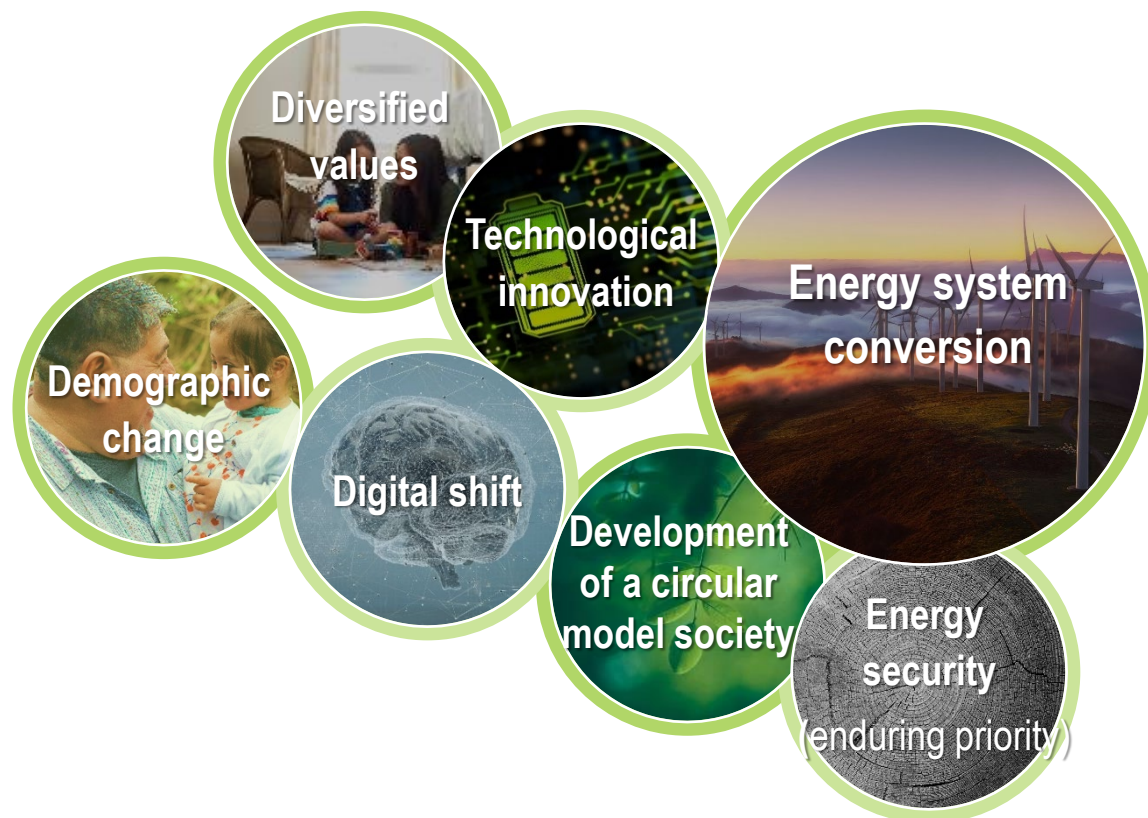 Diversified
values
Technological
innovation
Energy system
conversion
Demographic
change
Digital shift
Development
of a circular
model society
Energy
security
(enduring priority)